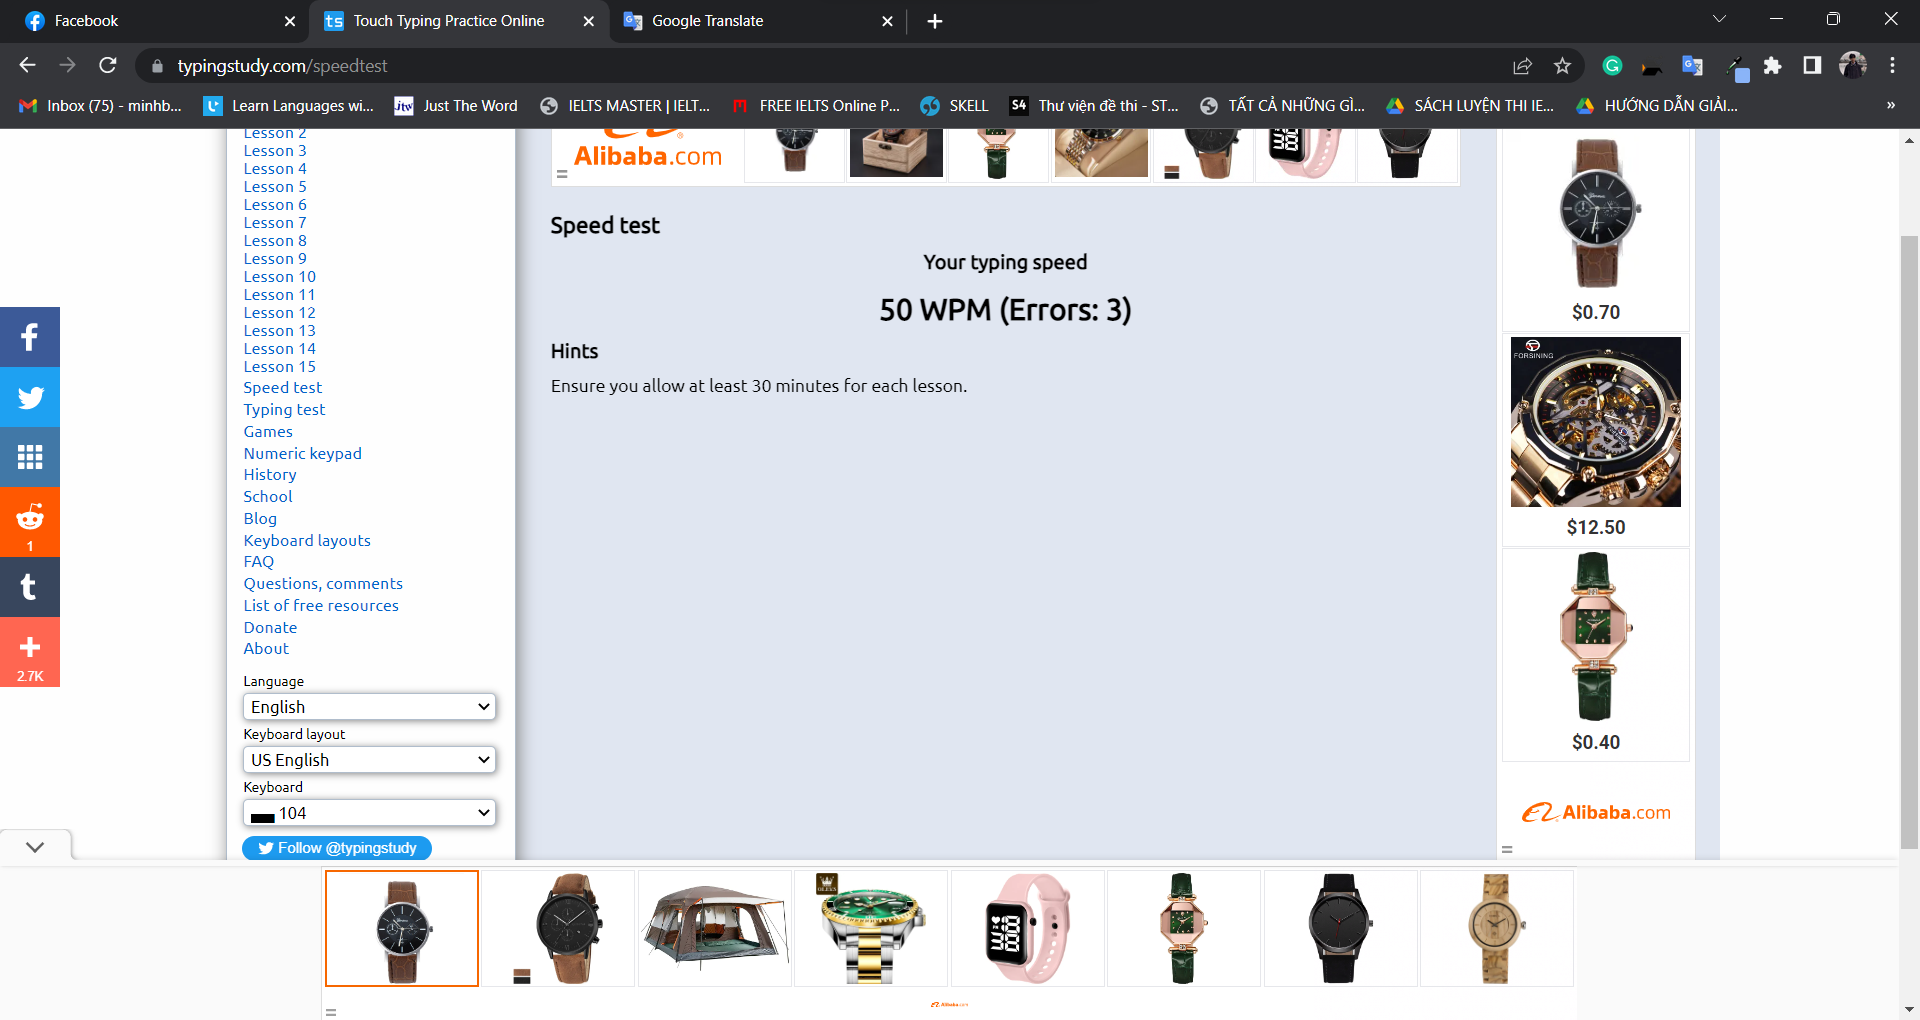 Facebook
Touch Typing Practice Online
Google Translate
typingstudy.com/speedtest
Inbox (75) - minhb...
Learn Languages wi...
Just The Word
IELTS MASTER | IELT...
FREE IELTS Online P...
SKELL
Thư viện đề thi - ST...
TẤT CẢ NHỮNG GÌ...
SÁCH LUYỆN THI IE...
HƯỚNG DẪN GIẢI...
Lesson 2
Lesson 3
Lesson 4
Lesson 5
Lesson 6
Lesson 7
Lesson 8
Lesson 9
Lesson 10
Lesson 11
Lesson 12
Lesson 13
Lesson 14
Lesson 15
Speed test
Typing test
Games
Numeric keypad
History
School
Blog
Keyboard layouts
FAQ
Questions, comments
List of free resources
Donate
About
Language
English
Keyboard layout
US English
Keyboard
104
Follow @typingstudy
1
2.7K
Alibaba.com
Speed test
Your typing speed
50 WPM (Errors: 3)
Hints
Ensure you allow at least 30 minutes for each lesson.
$0.70
FORSINING
$12.50
$0.40
Alibaba.com
Alibaba.com